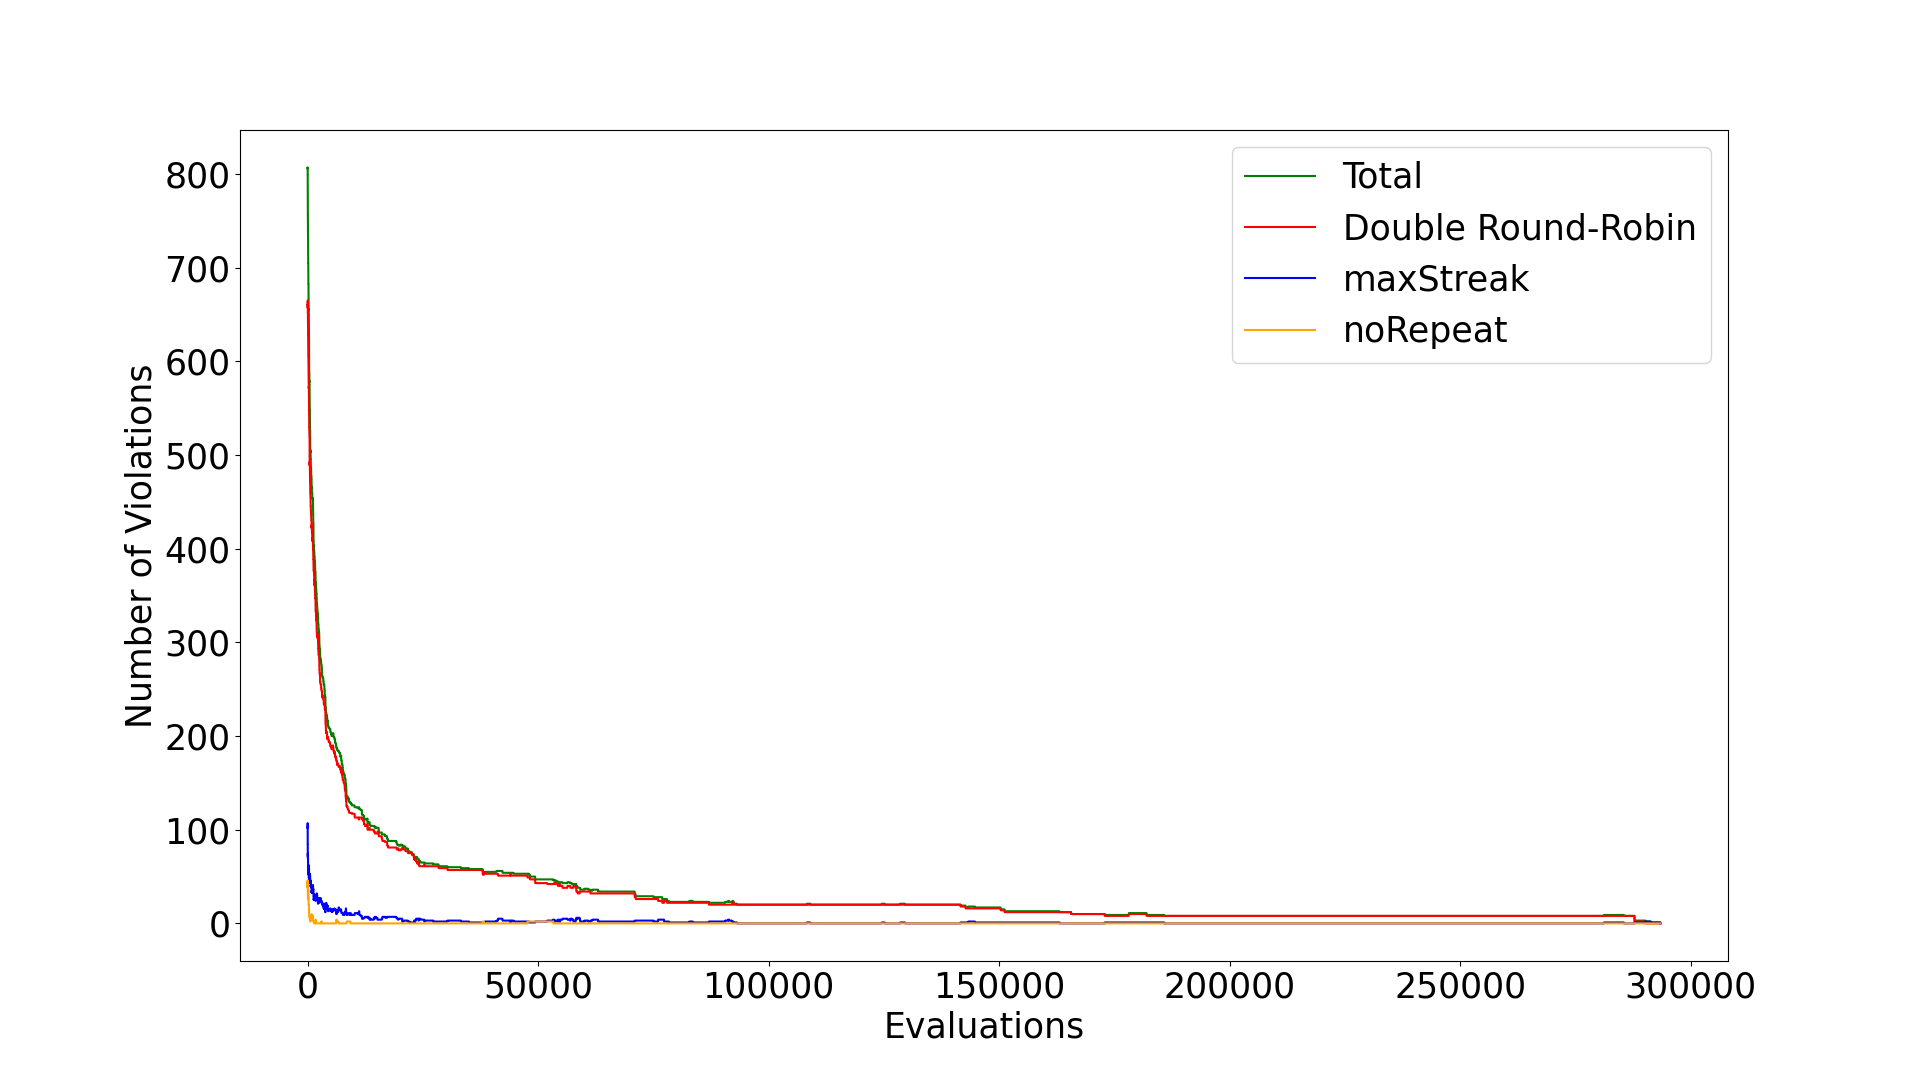 Total
Double Round-Robin
maxStreak
noRepeat
800
700
600
500
400
300
200
100
0
Number of Violations
0 50000 100000 150000 200000 250000 300000
Evaluations